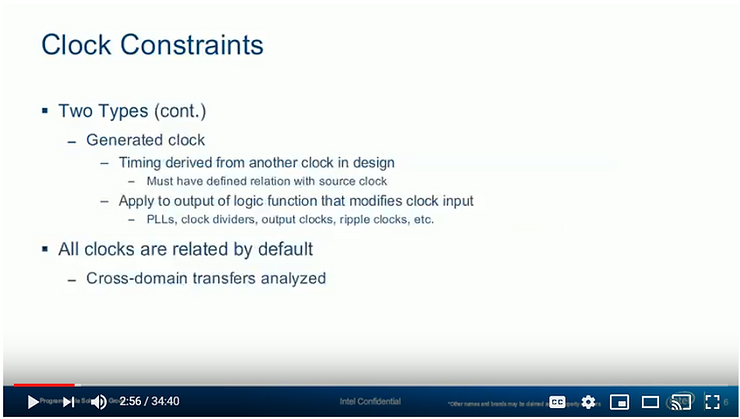 Clock Constraints
▪ Two Types (cont.)
– Generated clock
– Timing derived from another clock in design
– Must have defined relation with source clock
– Apply to output of logic function that modifies clock input
– PLLs, clock dividers, output clocks, ripple clocks, etc.
▪ All clocks are related by default
– Cross-domain transfers analyzed
2:56 / 34:40
Intel Confidential
*Other names and brands may be claimed
CC
6